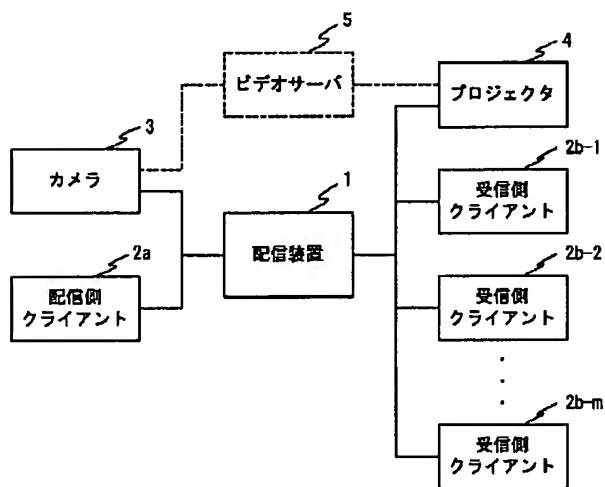 5
ビデオサーバ
4
プロジェクタ
3
カメラ
2b-1
受信側
クライアント
1
配信装置
2a
配信側
クライアント
2b-2
受信側
クライアント
2b-m
受信側
クライアント